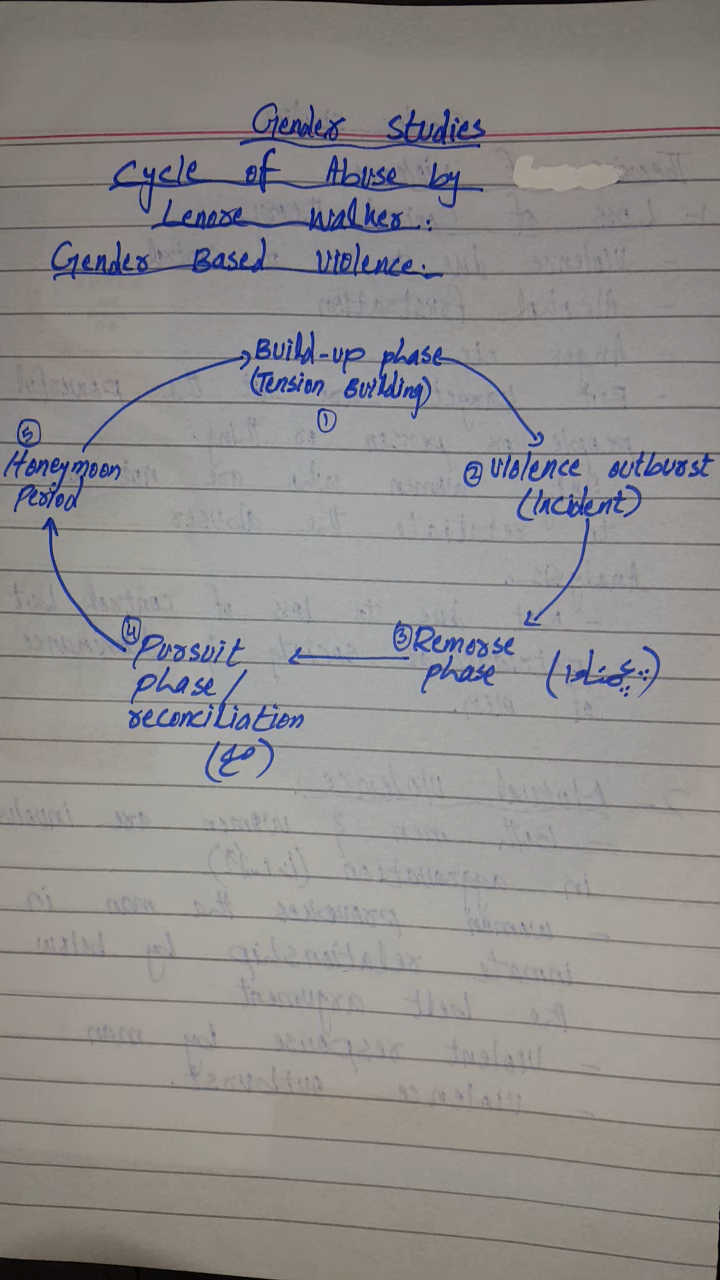 Gender Studies
Cycle of Abuse by
Lenore Walker:
Gender Based Violence:
Build-up phase
(Tension Building)
①
② Violence outburst
(Incident)
③ Remorse
phase
④ Pursuit
phase/
reconciliation
(صلح)
⑤
Honeymoon
Period